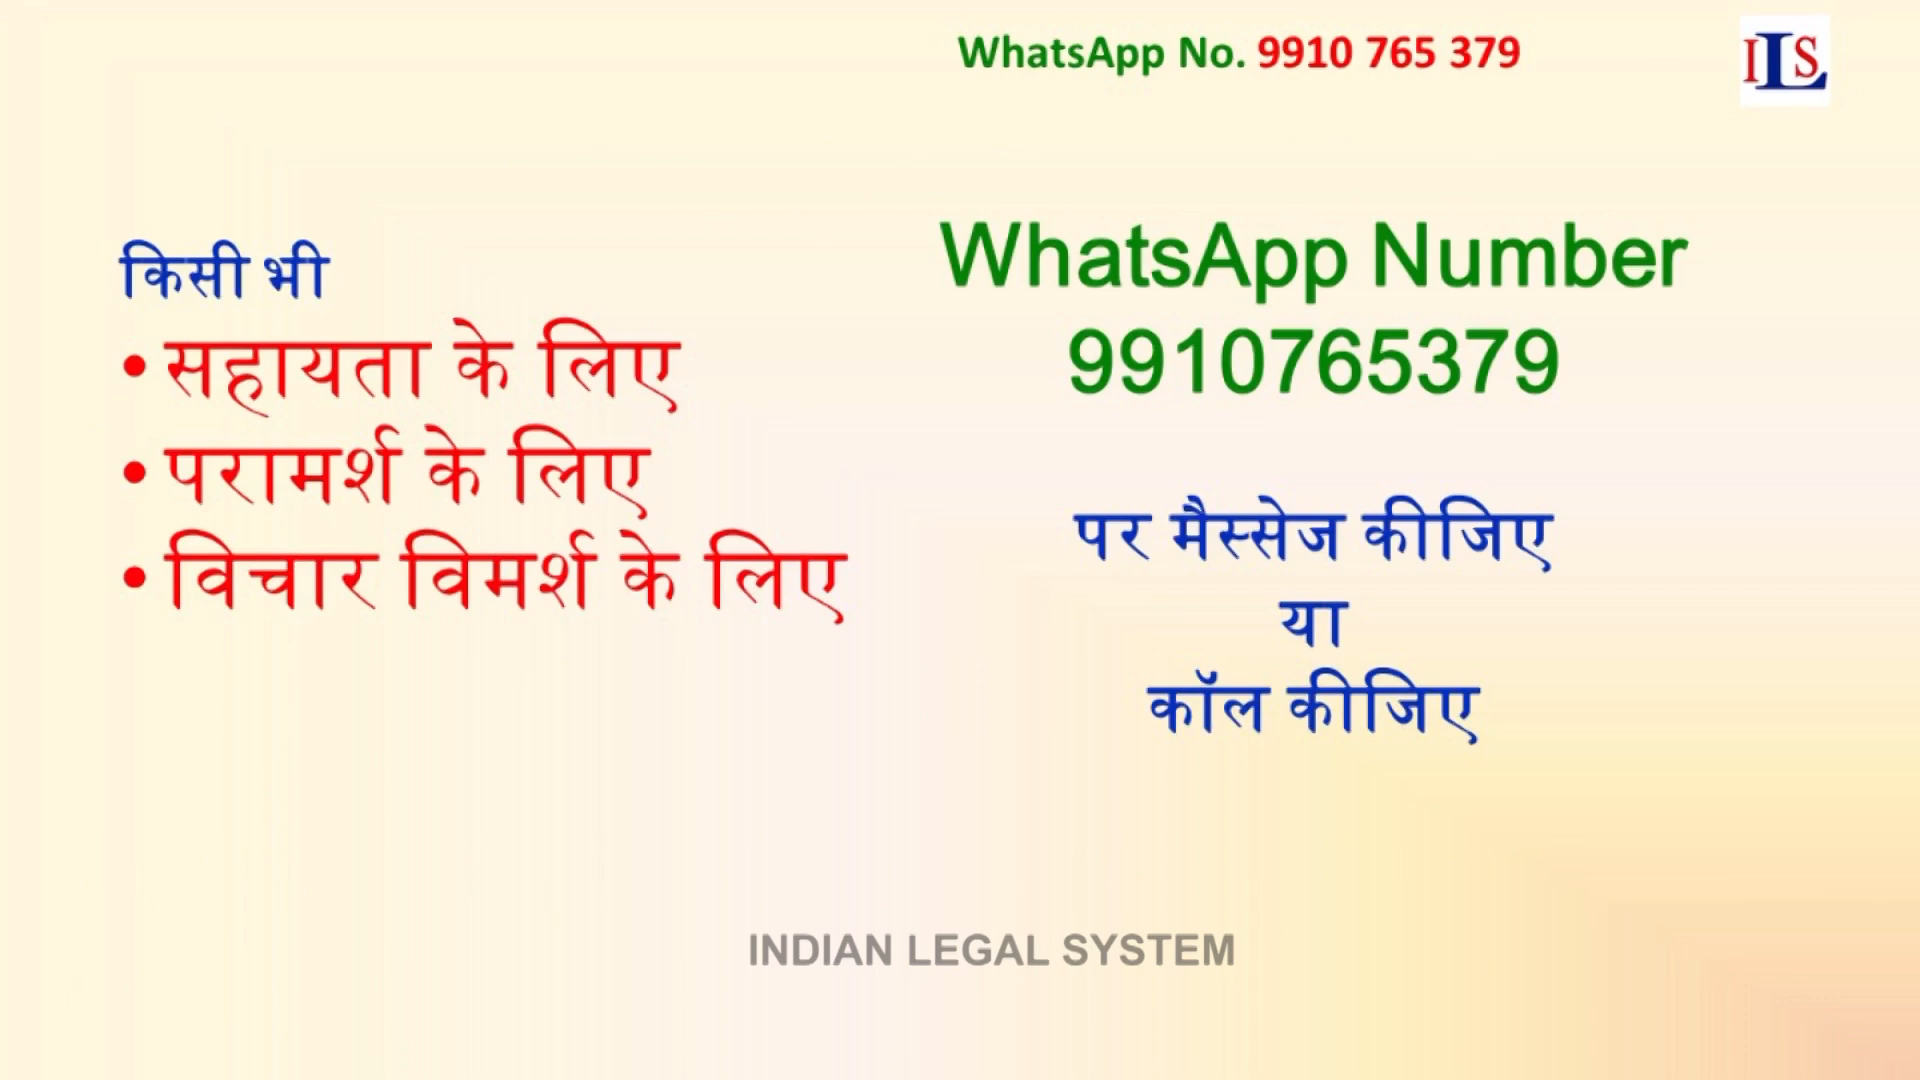 WhatsApp No. 9910 765 379
ILS
किसी भी
• सहायता के लिए
• परामर्श के लिए
• विचार विमर्श के लिए
WhatsApp Number
9910765379
पर मैस्सेज कीजिए
या
कॉल कीजिए
INDIAN LEGAL SYSTEM